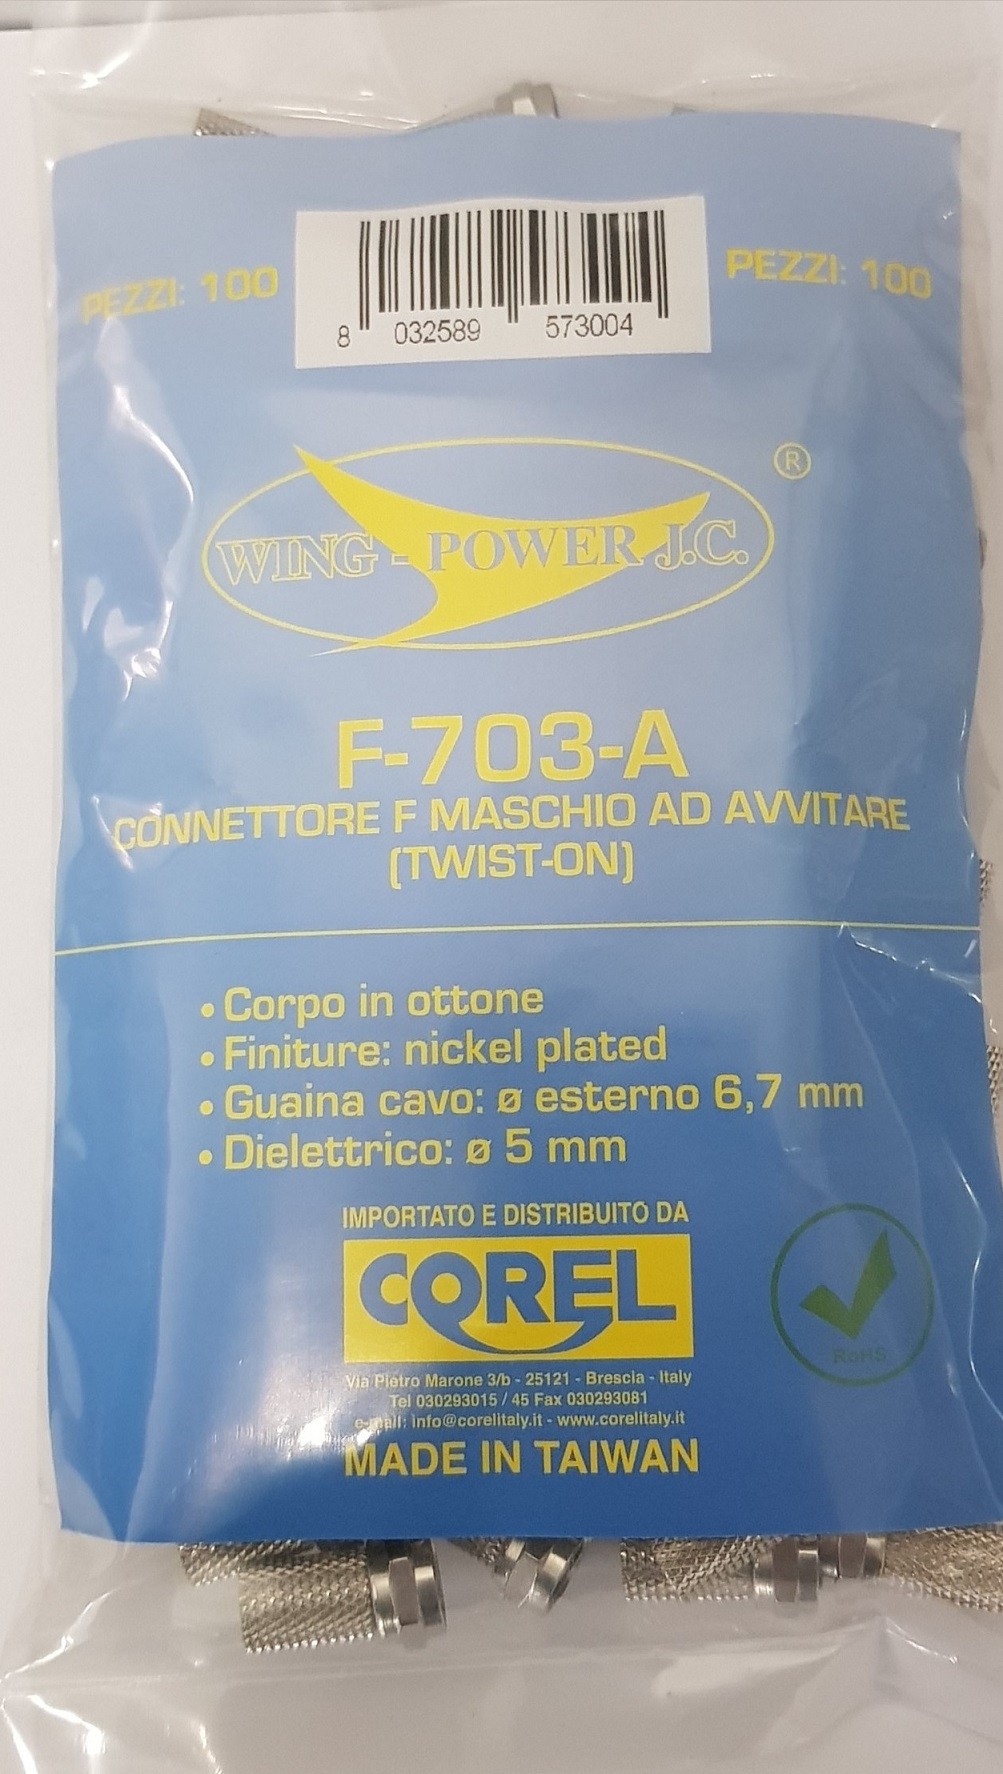 PEZZI: 100
PEZZI: 100
8 032589 573004
WING - POWER J.C.
®
F-703-A
CONNETTORE F MASCHIO AD AVVITARE
(TWIST-ON)
• Corpo in ottone
• Finiture: nickel plated
• Guaina cavo: ø esterno 6,7 mm
• Dielettrico: ø 5 mm
IMPORTATO E DISTRIBUITO DA
COREL
RoHS
Via Pietro Marone 3/b - 25121 - Brescia - Italy
Tel 030293015 / 45 Fax 030293081
e-mail: info@corelitaly.it - www.corelitaly.it
MADE IN TAIWAN